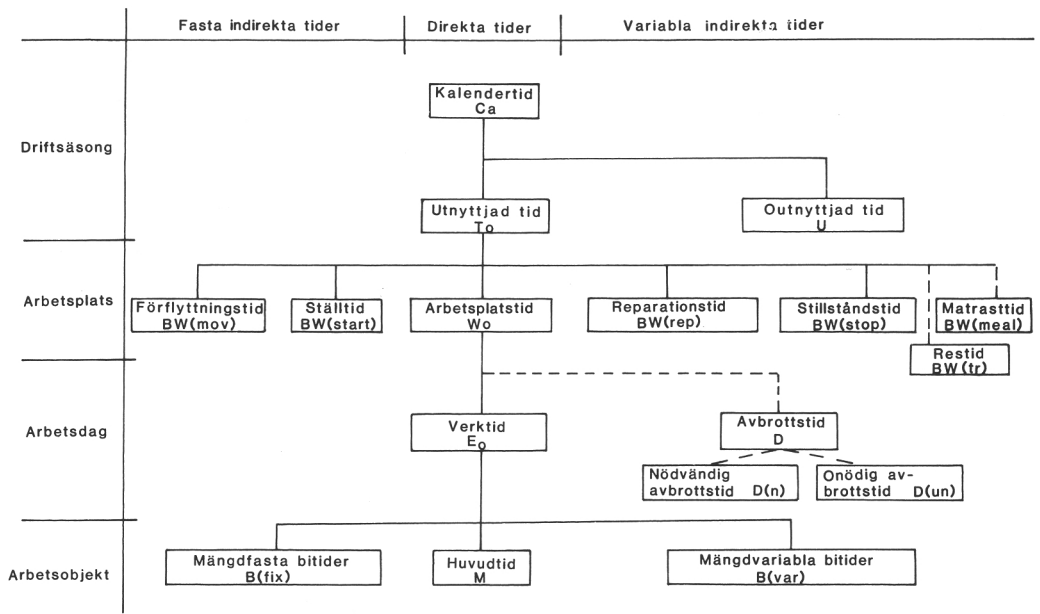 Fasta indirekta tider
Direkta tider
Variabla indirekta tider
Driftsäsong
Kalendertid
Ca
Utnyttjad tid
To
Outnyttjad tid
U
Arbetsplats
Förflyttningstid
BW(mov)
Ställtid
BW(start)
Arbetsplatstid
Wo
Reparationstid
BW(rep)
Stillståndstid
BW(stop)
Matrasttid
BW(meal)
Restid
BW(tr)
Arbetsdag
Verktid
Eo
Avbrottstid
D
Nödvändig
avbrottstid D(n)
Onödig av-
brottstid D(un)
Arbetsobjekt
Mängdfasta bitider
B(fix)
Huvudtid
M
Mängdvariabla bitider
B(var)